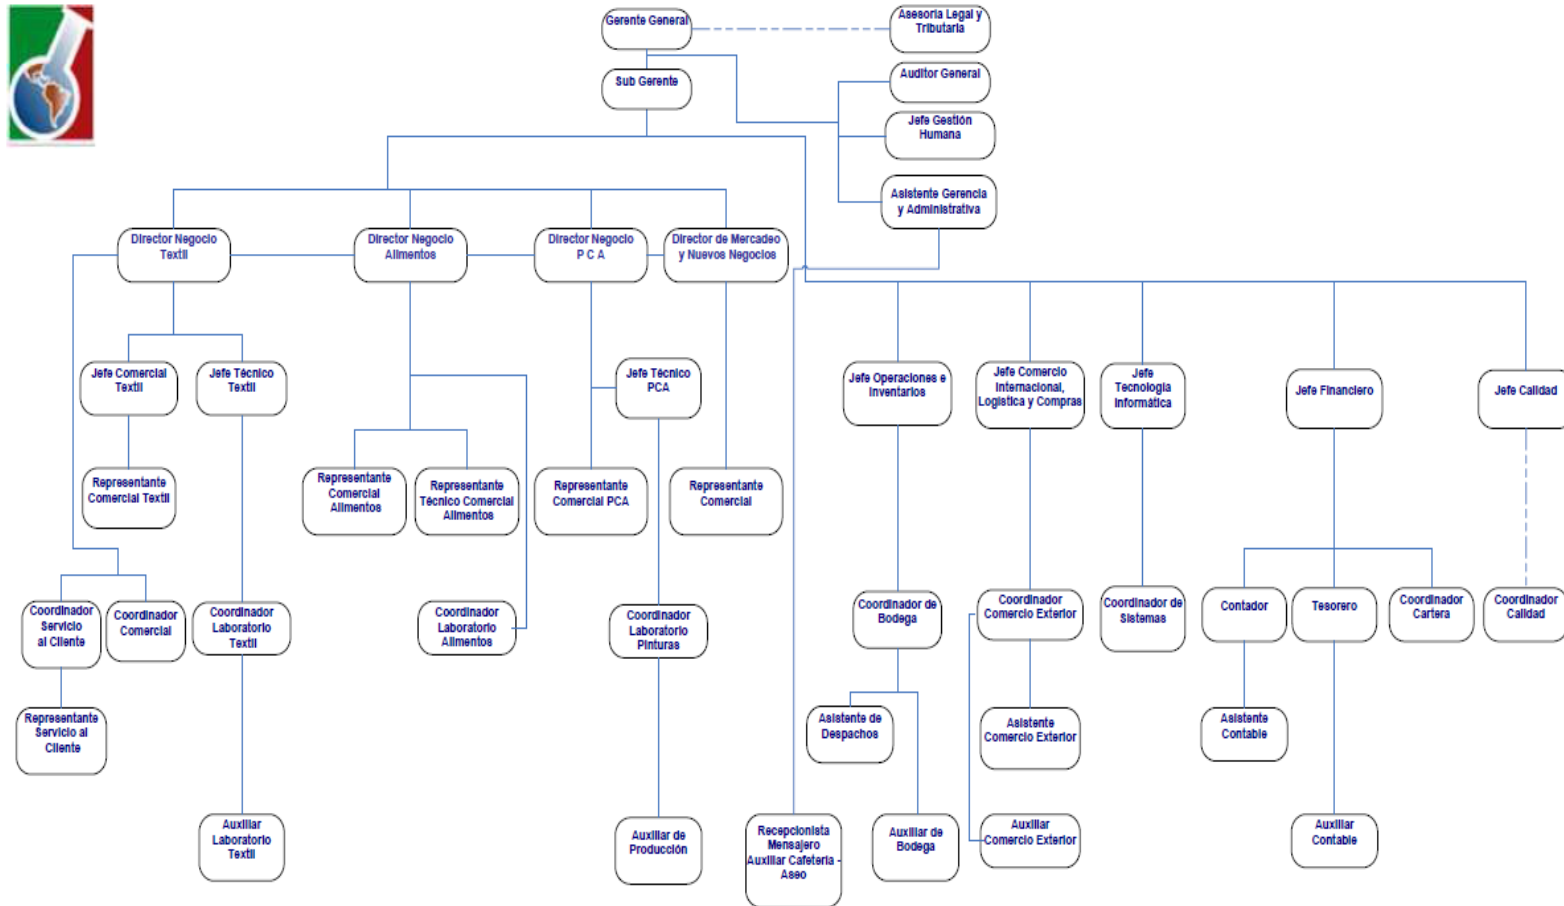 Gerente General
Asesoría Legal y
Tributaria
Sub Gerente
Auditor General
Jefe Gestión
Humana
Asistente Gerencia
y Administrativa
Director Negocio
Textil
Director Negocio
Alimentos
Director Negocio
P C A
Director de Mercadeo
y Nuevos Negocios
Jefe Comercial
Textil
Jefe Técnico
Textil
Jefe Técnico
PCA
Jefe Operaciones e
Inventarios
Jefe Comercio
Internacional,
Logística y Compras
Jefe
Tecnología
Informática
Jefe Financiero
Jefe Calidad
Representante
Comercial Textil
Representante
Comercial
Alimentos
Representante
Técnico Comercial
Alimentos
Representante
Comercial PCA
Representante
Comercial
Coordinador
Servicio
al Cliente
Coordinador
Comercial
Coordinador
Laboratorio
Textil
Coordinador
Laboratorio
Alimentos
Coordinador
Laboratorio
Pinturas
Coordinador de
Bodega
Coordinador
Comercio Exterior
Coordinador de
Sistemas
Contador
Tesorero
Coordinador
Cartera
Coordinador
Calidad
Representante
Servicio al
Cliente
Asistente de
Despachos
Asistente
Comercio Exterior
Asistente
Contable
Auxiliar
Laboratorio
Textil
Auxiliar de
Producción
Recepcionista
Mensajero
Auxiliar Cafetería -
Aseo
Auxiliar de
Bodega
Auxiliar
Comercio Exterior
Auxiliar
Contable